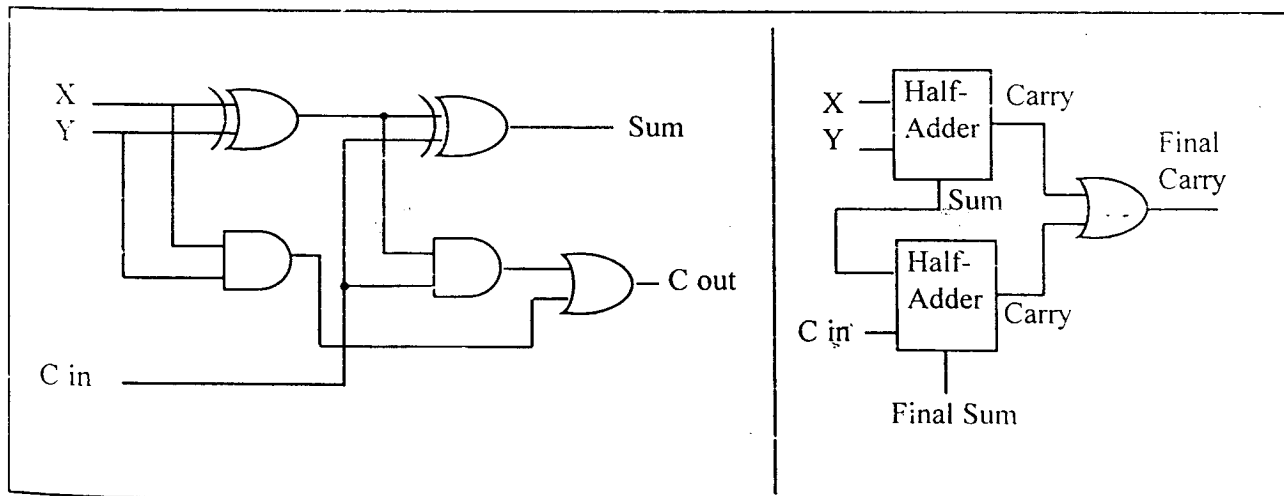 X
Y
Sum
C out
C in
X
Y
Half-
Adder
Carry
Sum
Final
Carry
Half-
Adder
Carry
C in
Final Sum